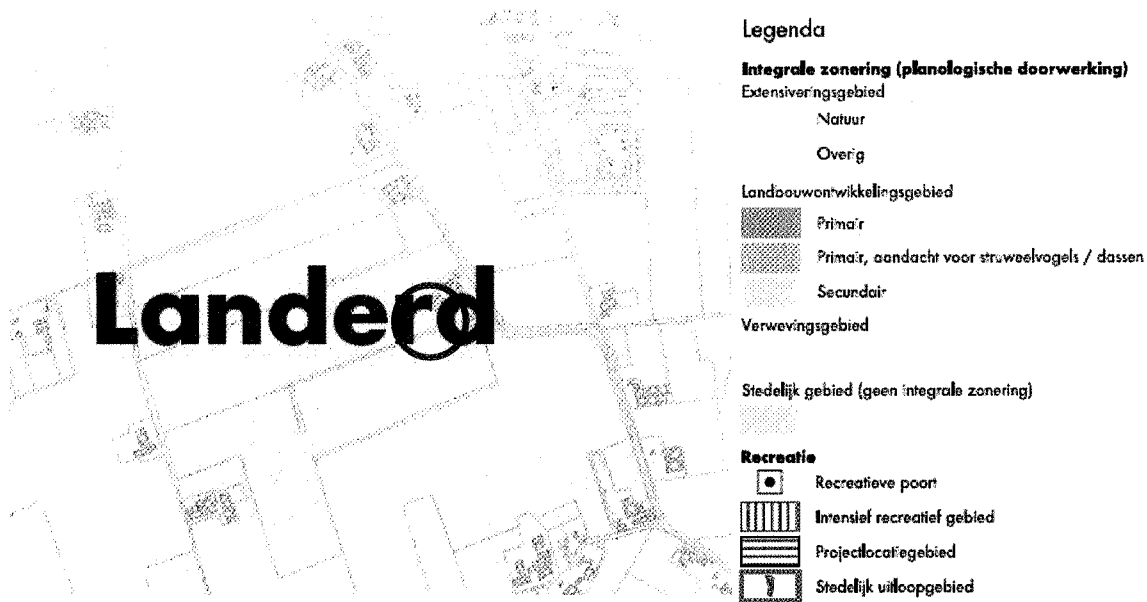 Landerd
Legenda
Integrale zonering (planologische doorwerking)
Extensiveringsgebied
Natuur
Overig
Landbouwontwikkelingsgebied
Primair
Primair, aandacht voor struweelvogels / dassen
Secundair
Verwevingsgebied
Stedelijk gebied (geen integrale zonering)
Recreatie
Recreatieve poort
Intensief recreatief gebied
Projectlocatiegebied
Stedelijk uitloopgebied